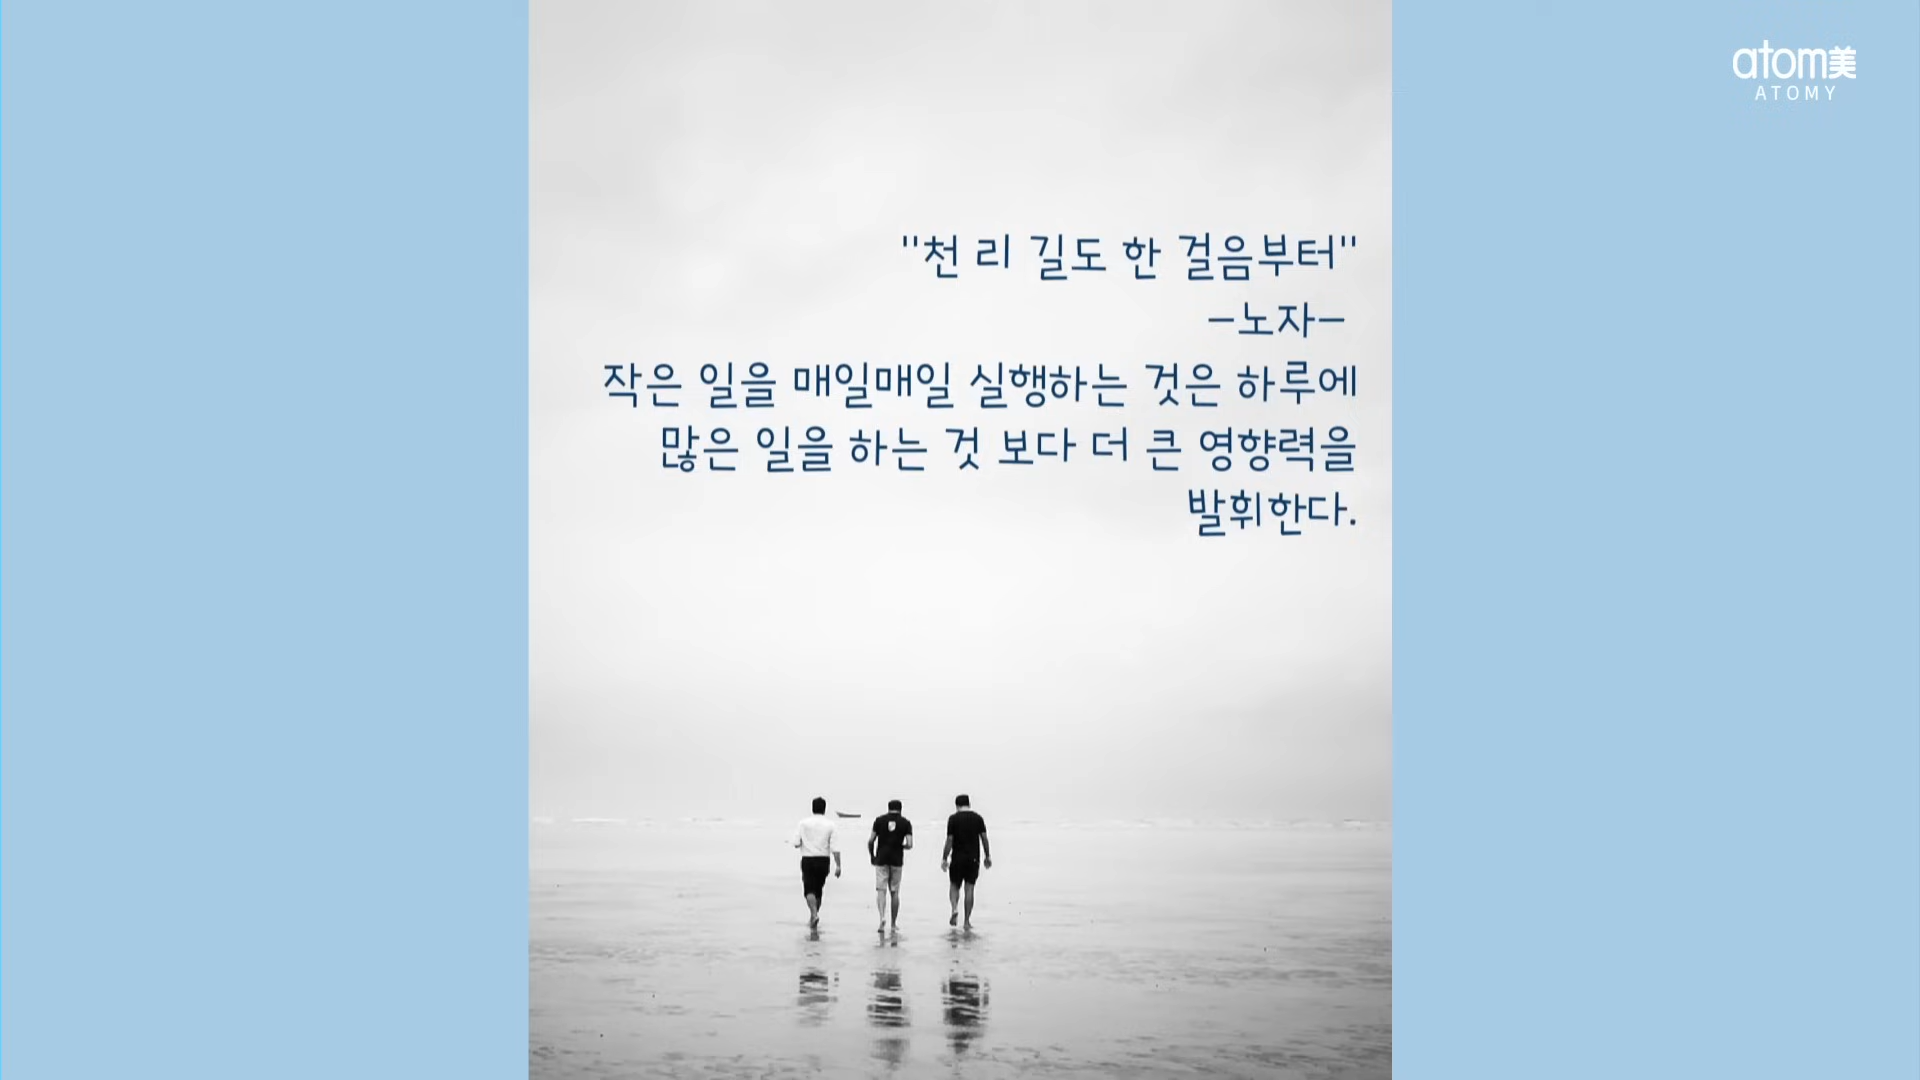 atom美
ATOMY
"천 리 길도 한 걸음부터"
-노자-
작은 일을 매일매일 실행하는 것은 하루에
많은 일을 하는 것 보다 더 큰 영향력을
발휘한다.